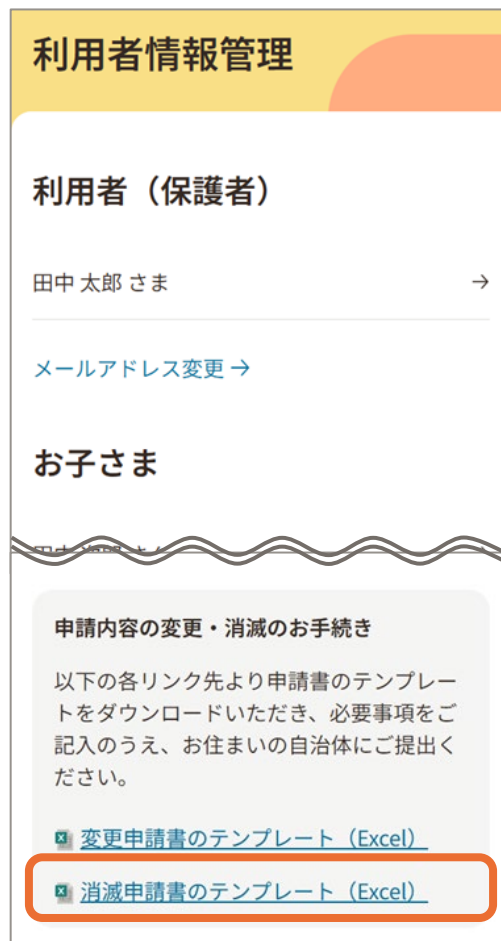 利用者情報管理
利用者（保護者）
田中 太郎 さま →
メールアドレス変更 →
お子さま
申請内容の変更・消滅のお手続き
以下の各リンク先より申請書のテンプレー
トをダウンロードいただき、必要事項をご
記入のうえ、お住まいの自治体にご提出く
ださい。
変更申請書のテンプレート（Excel）
消滅申請書のテンプレート（Excel）